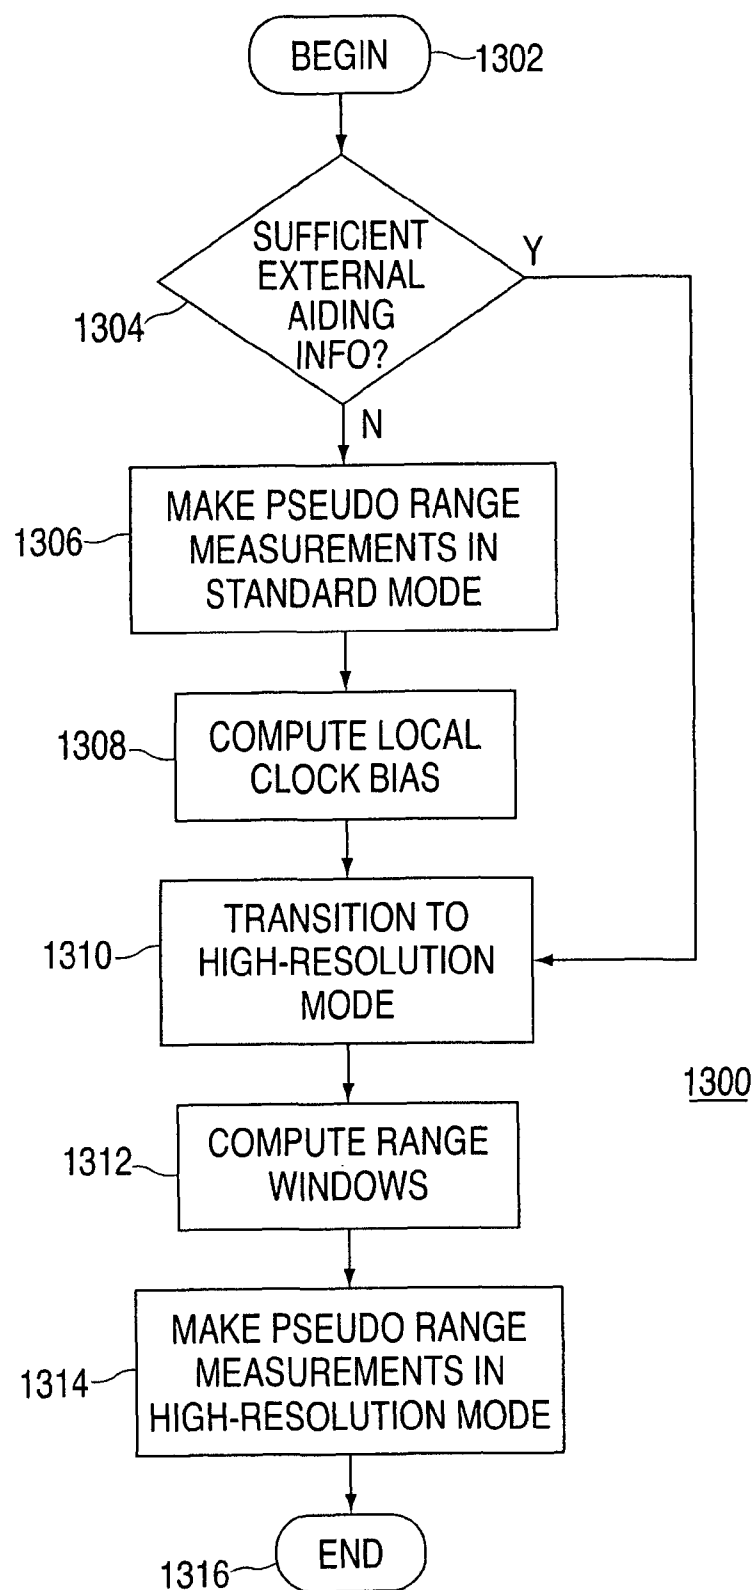 BEGIN
1302
SUFFICIENT
EXTERNAL
AIDING
INFO?
Y
1304
N
MAKE PSEUDO RANGE
MEASUREMENTS IN
STANDARD MODE
1306
COMPUTE LOCAL
CLOCK BIAS
1308
TRANSITION TO
HIGH-RESOLUTION
MODE
1310
1300
COMPUTE RANGE
WINDOWS
1312
MAKE PSEUDO RANGE
MEASUREMENTS IN
HIGH-RESOLUTION MODE
1314
END
1316